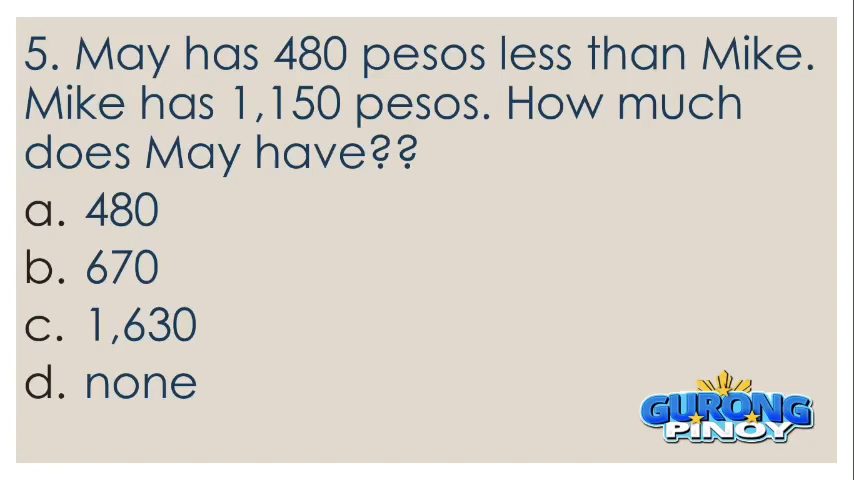 5. May has 480 pesos less than Mike.
Mike has 1,150 pesos. How much
does May have??
a. 480
b. 670
c. 1,630
d. none
GURONG
PINOY